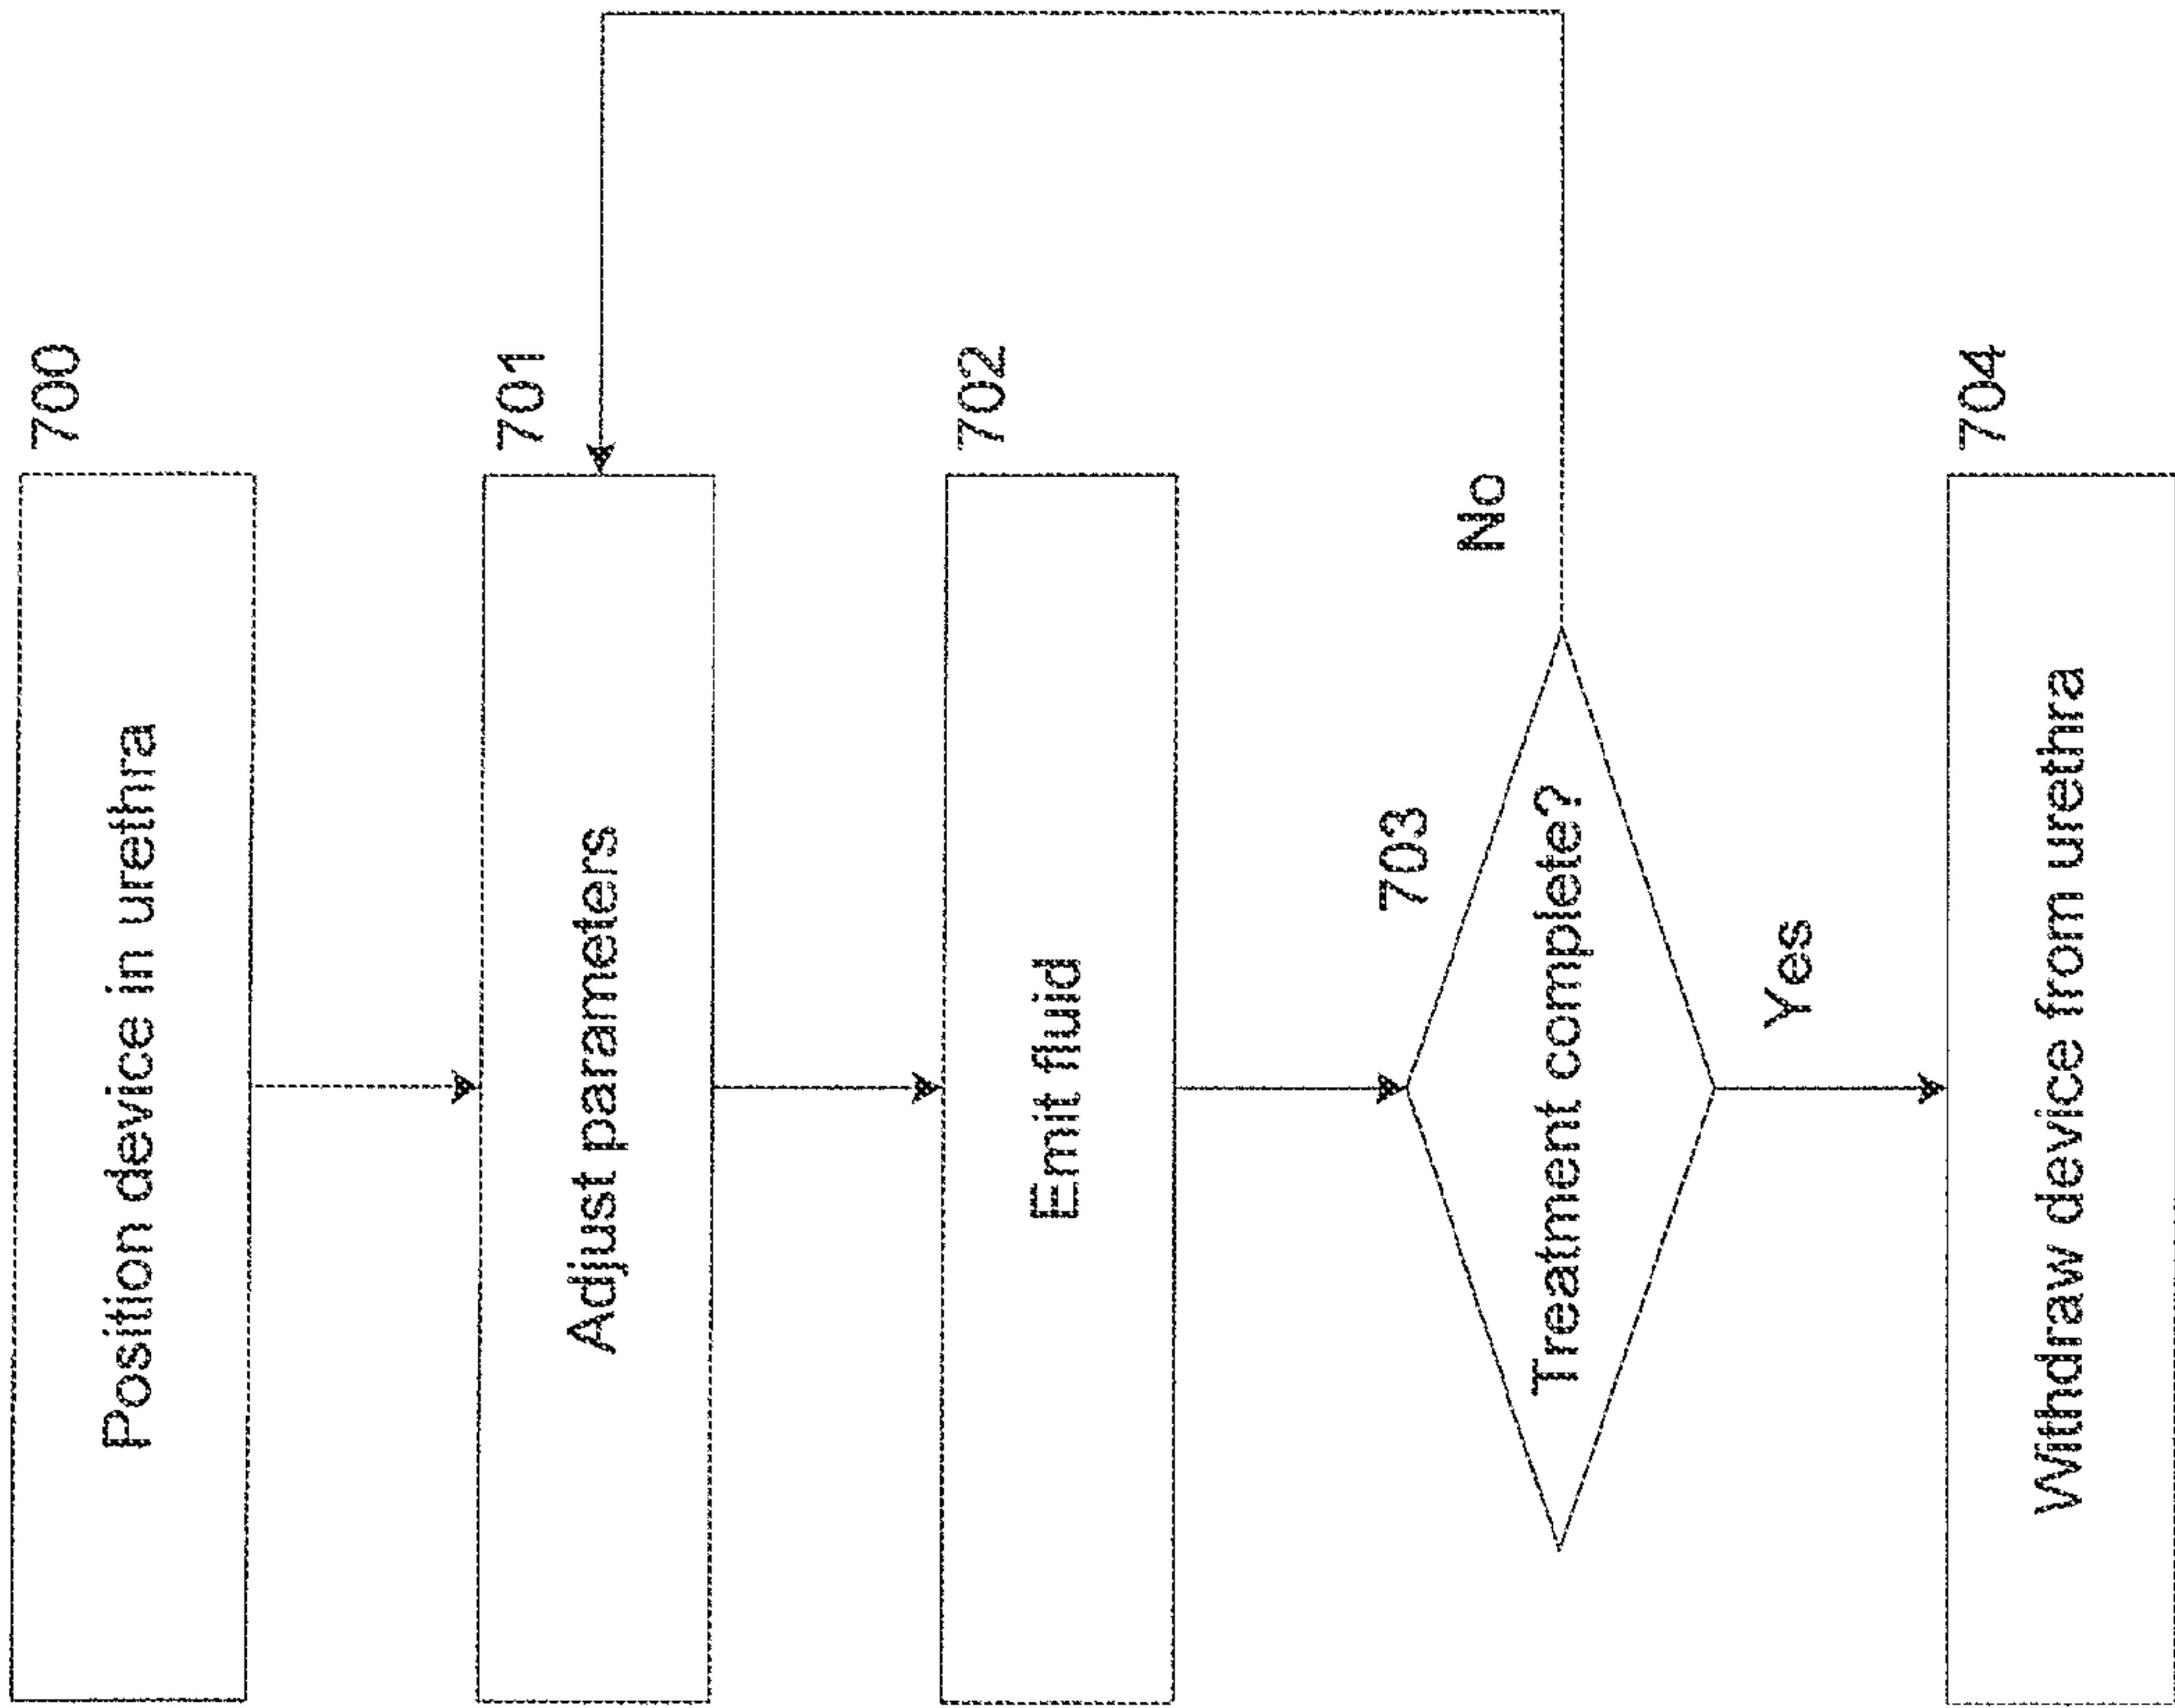 700
Position device in urethra
701
Adjust parameters
702
Emit fluid
703
Treatment complete?
No
Yes
704
Withdraw device from urethra